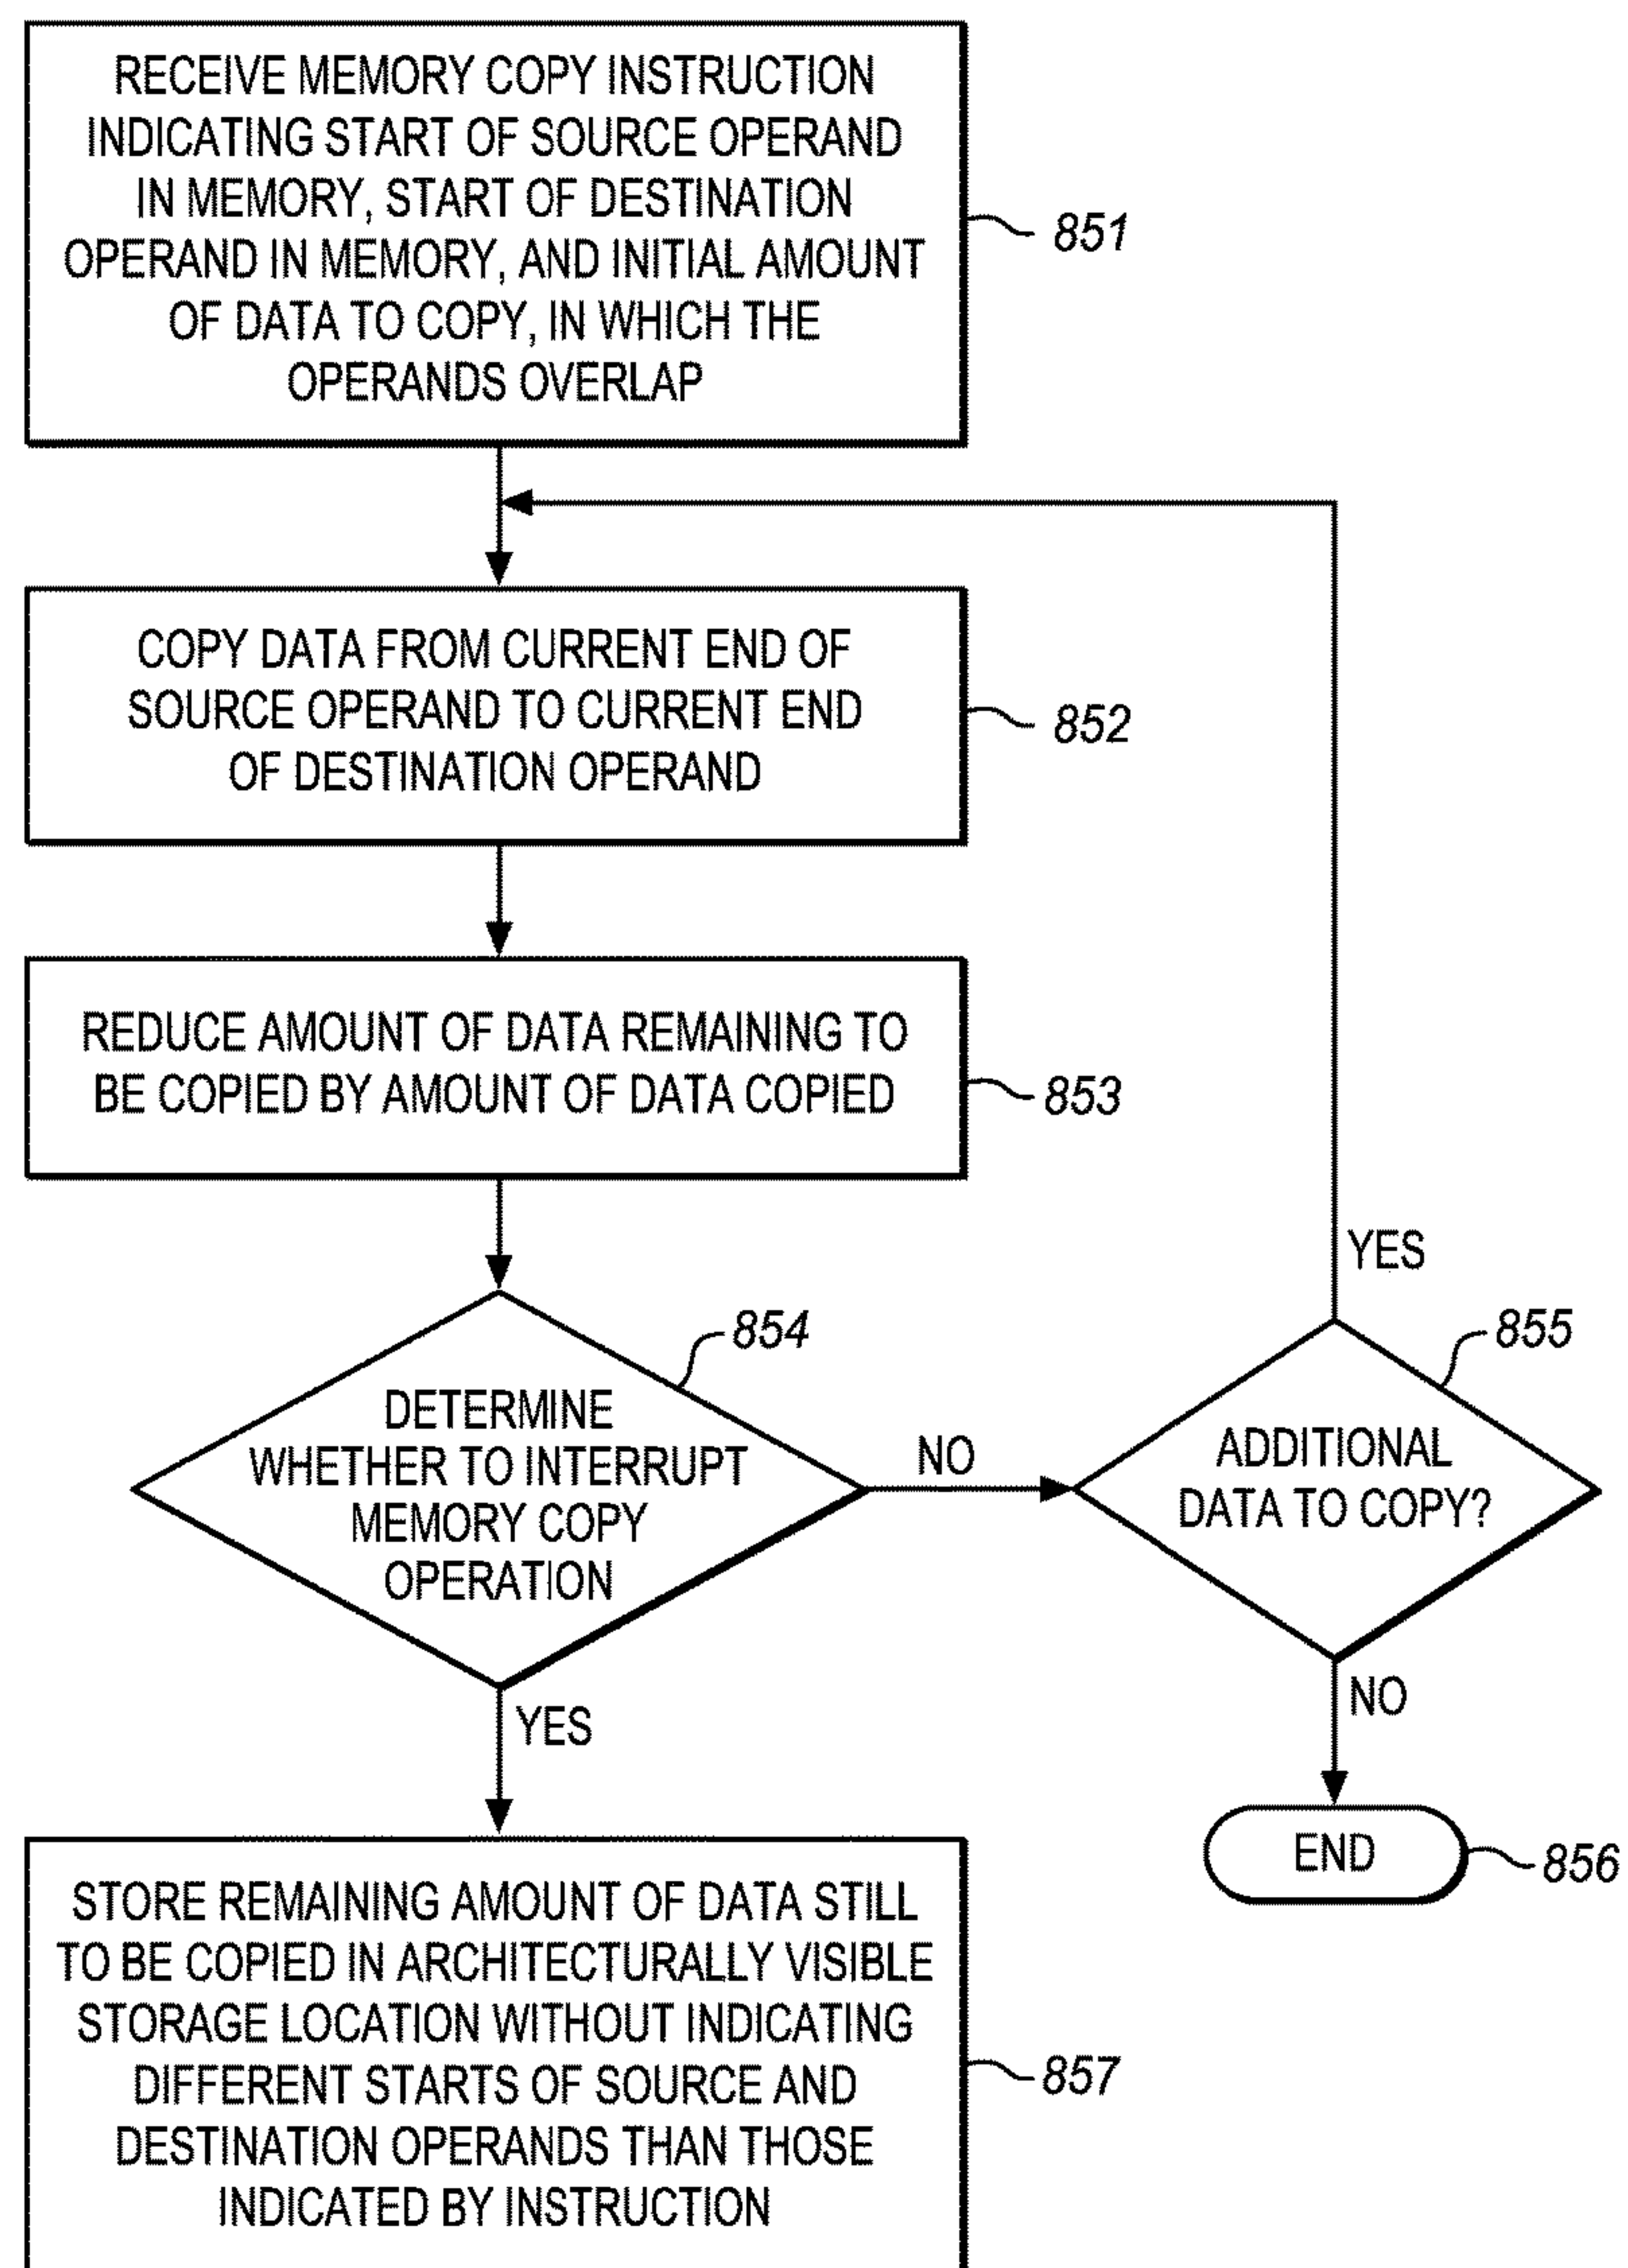 RECEIVE MEMORY COPY INSTRUCTION
INDICATING START OF SOURCE OPERAND
IN MEMORY, START OF DESTINATION
OPERAND IN MEMORY, AND INITIAL AMOUNT
OF DATA TO COPY, IN WHICH THE
OPERANDS OVERLAP
851
COPY DATA FROM CURRENT END OF
SOURCE OPERAND TO CURRENT END
OF DESTINATION OPERAND
852
REDUCE AMOUNT OF DATA REMAINING TO
BE COPIED BY AMOUNT OF DATA COPIED
853
DETERMINE
WHETHER TO INTERRUPT
MEMORY COPY
OPERATION
854
NO
ADDITIONAL
DATA TO COPY?
855
YES
NO
END
856
YES
STORE REMAINING AMOUNT OF DATA STILL
TO BE COPIED IN ARCHITECTURALLY VISIBLE
STORAGE LOCATION WITHOUT INDICATING
DIFFERENT STARTS OF SOURCE AND
DESTINATION OPERANDS THAN THOSE
INDICATED BY INSTRUCTION
857